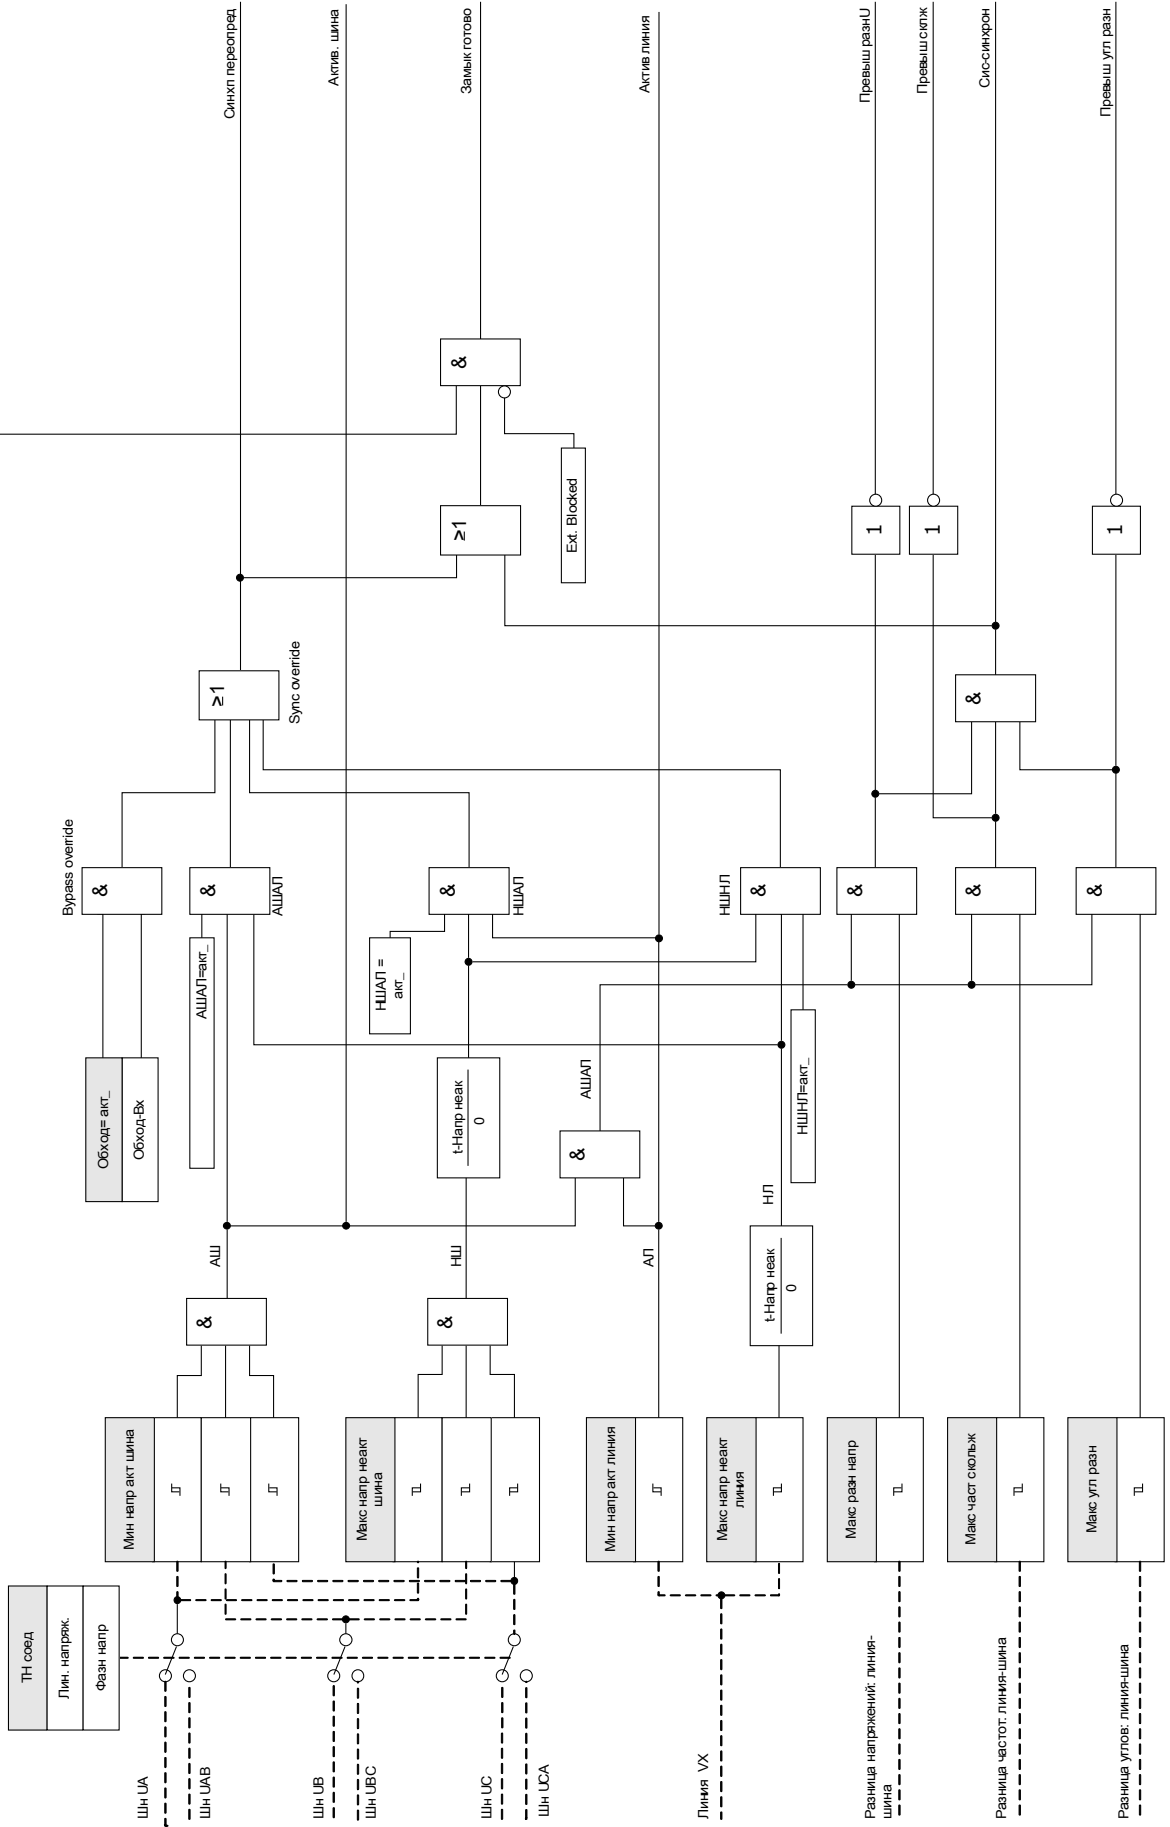 ТН соед
Лин. напряж.
Фазн напр
Шн UA
Шн UAB
Шн UB
Шн UBC
Шн UC
Шн UCA
Линия VX
Разница напряжений: линия-
шина
Разница частот: линия-шина
Разница углов: линия-шина
Мин напр акт шина
Макс напр неакт
шина
Мин напр акт линия
Макс напр неакт
линия
Макс разн напр
Макс част скольж
Макс угл разн
&
&
АШ
НШ
АЛ
НЛ
t-Напр неак
0
t-Напр неак
0
&
АШАЛ
Обход= акт_
Обход-Вх
АШАЛ=акт_
НШАЛ =
акт_
НШНЛ=акт_
Bypass override
&
&
АШАЛ
&
НШАЛ
НШНЛ
&
&
&
&
≥1
Sync override
&
≥1
Ext. Blocked
&
1
1
1
Синхп переопред
Актив. шина
Замык готово
Актив линия
Превыш разнU
Превыш склпж
Сис-синхрон
Превыш угл разн